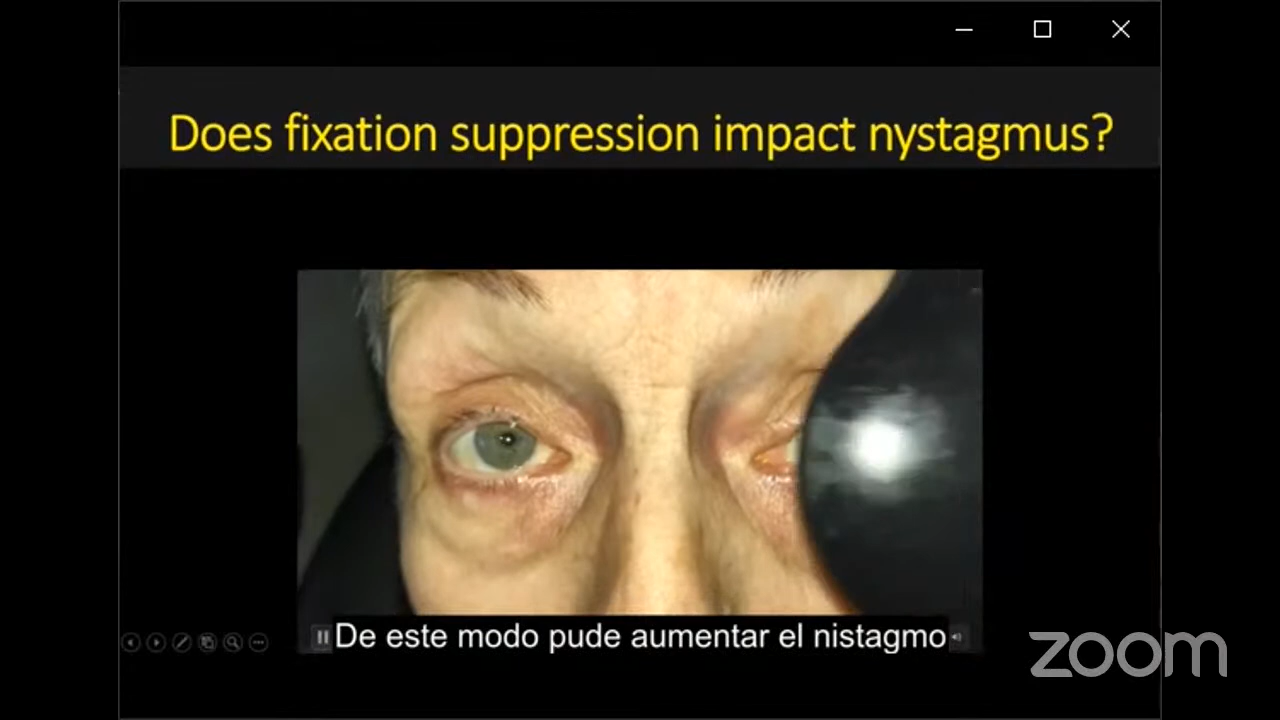 Does fixation suppression impact nystagmus?
De este modo pude aumentar el nistagmo
zoom